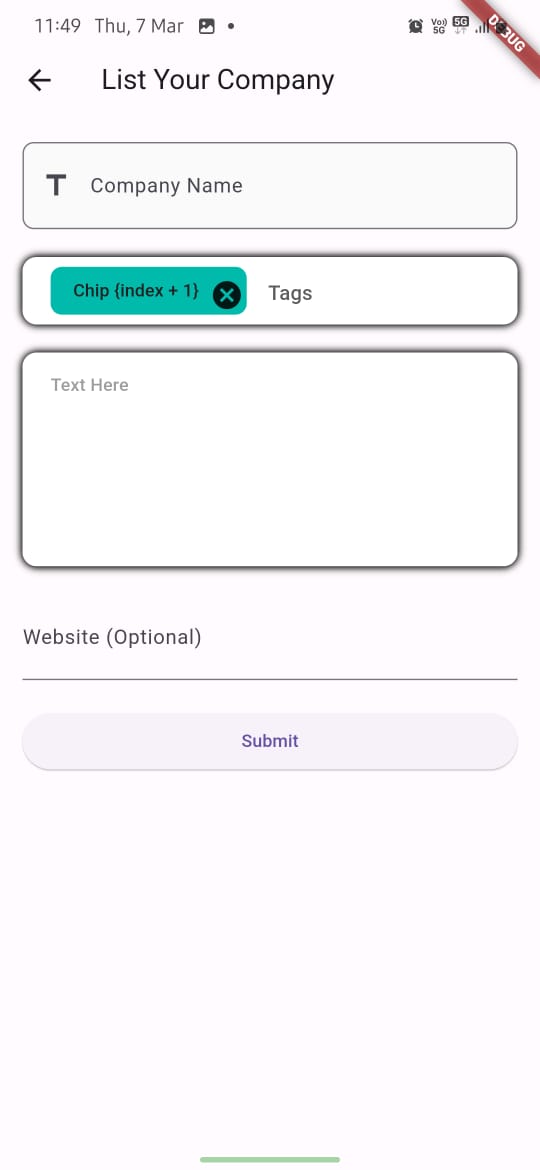 11:49 Thu, 7 Mar
Vo) 5G 5G
DEBUG
List Your Company
T Company Name
Chip {index + 1} Tags
Text Here
Website (Optional)
Submit